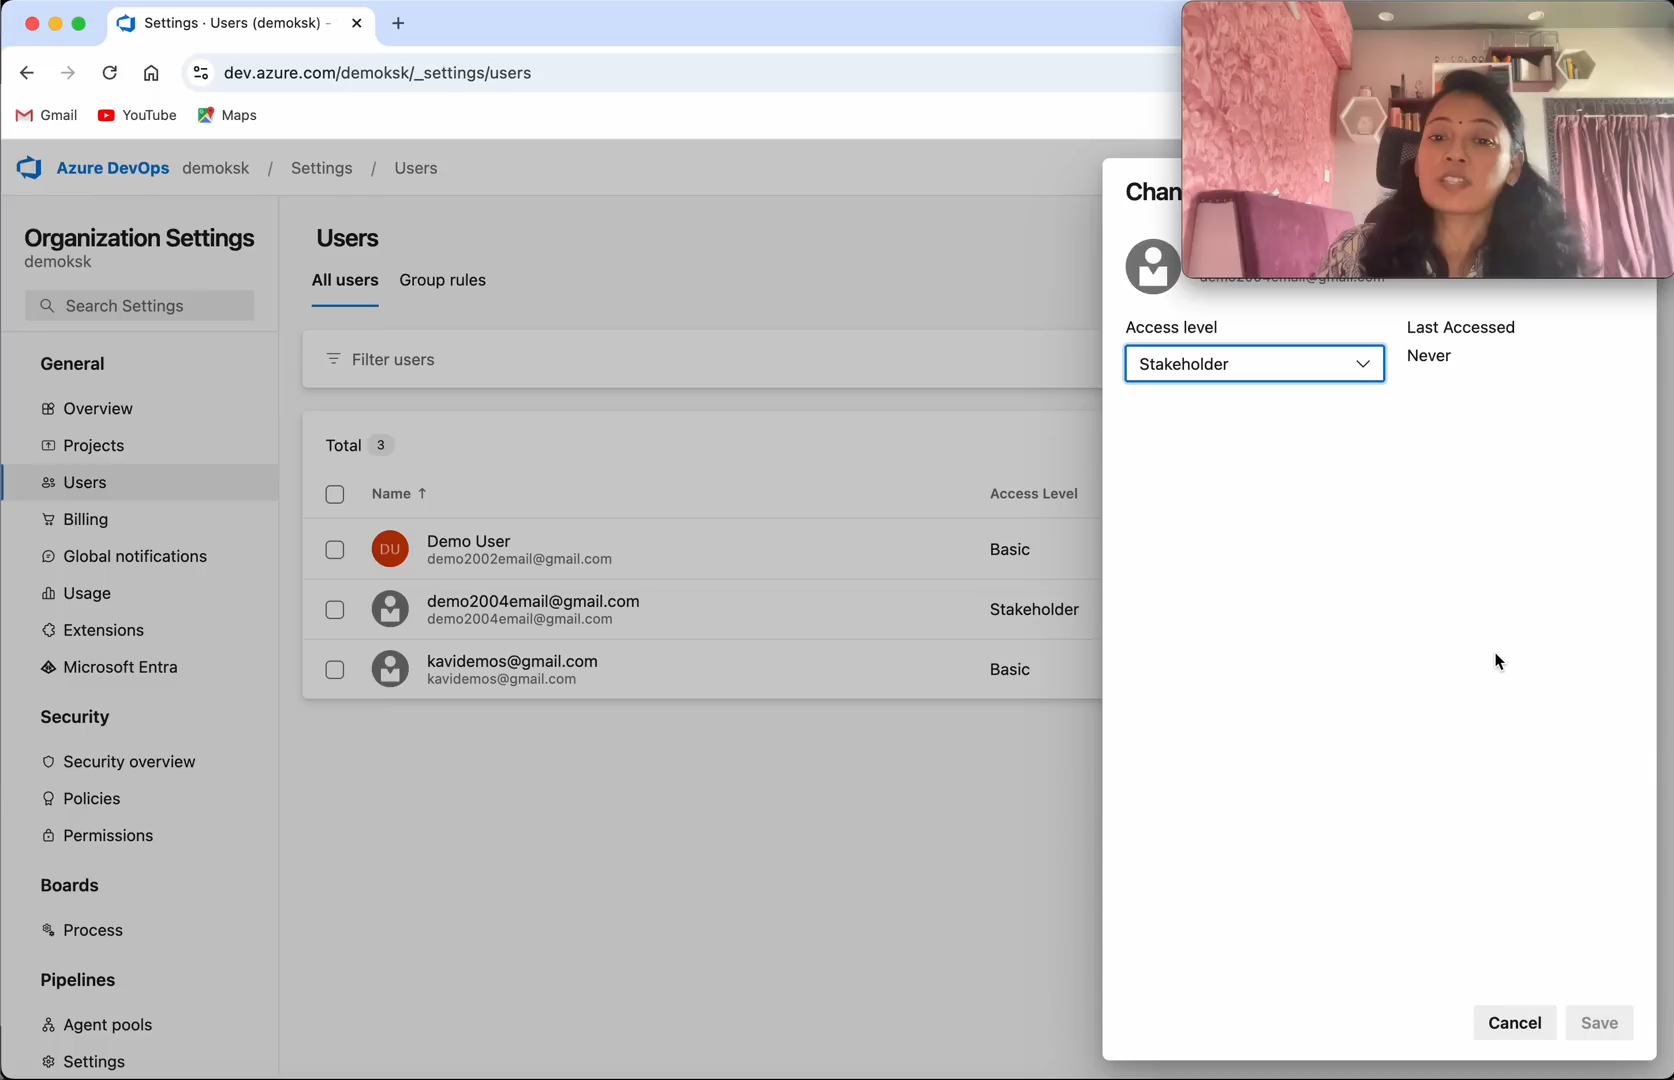 Settings · Users (demoksk) -
dev.azure.com/demoksk/_settings/users
Gmail
YouTube
Maps
Azure DevOps demoksk / Settings / Users
Organization Settings
demoksk
Search Settings
General
Overview
Projects
Users
Billing
Global notifications
Usage
Extensions
Microsoft Entra
Security
Security overview
Policies
Permissions
Boards
Process
Pipelines
Agent pools
Settings
Users
All users Group rules
Filter users
Total 3
Name ↑ Access Level
DU
Demo User
demo2002email@gmail.com
Basic
demo2004email@gmail.com
demo2004email@gmail.com
Stakeholder
kavidemos@gmail.com
kavidemos@gmail.com
Basic
Chan
demo2004email@gmail.com
Access level
Stakeholder
Last Accessed
Never
Cancel
Save